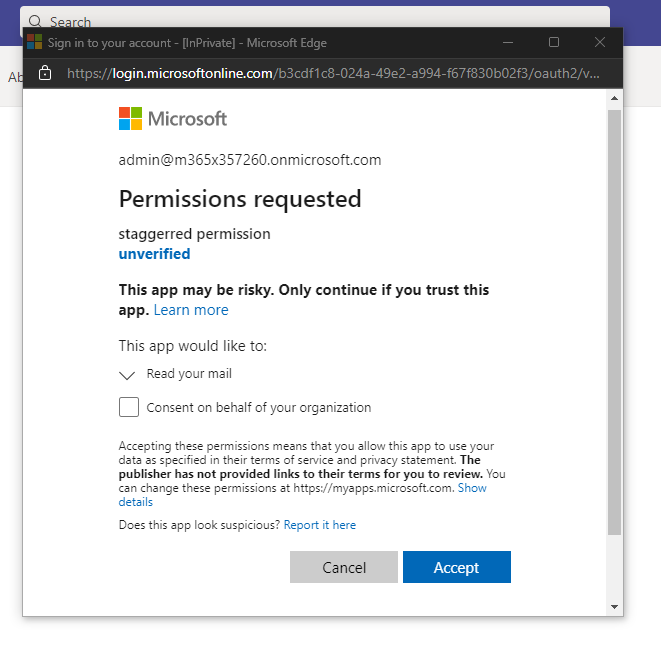 Search
Sign in to your account - [InPrivate] - Microsoft Edge
Ab
https://login.microsoftonline.com/b3cdf1c8-024a-49e2-a994-f67f830b02f3/oauth2/v...
Microsoft
admin@m365x357260.onmicrosoft.com
Permissions requested
staggerred permission
unverified
This app may be risky. Only continue if you trust this
app. Learn more
This app would like to:
Read your mail
Consent on behalf of your organization
Accepting these permissions means that you allow this app to use your
data as specified in their terms of service and privacy statement. The
publisher has not provided links to their terms for you to review. You
can change these permissions at https://myapps.microsoft.com. Show
details
Does this app look suspicious? Report it here
Cancel
Accept